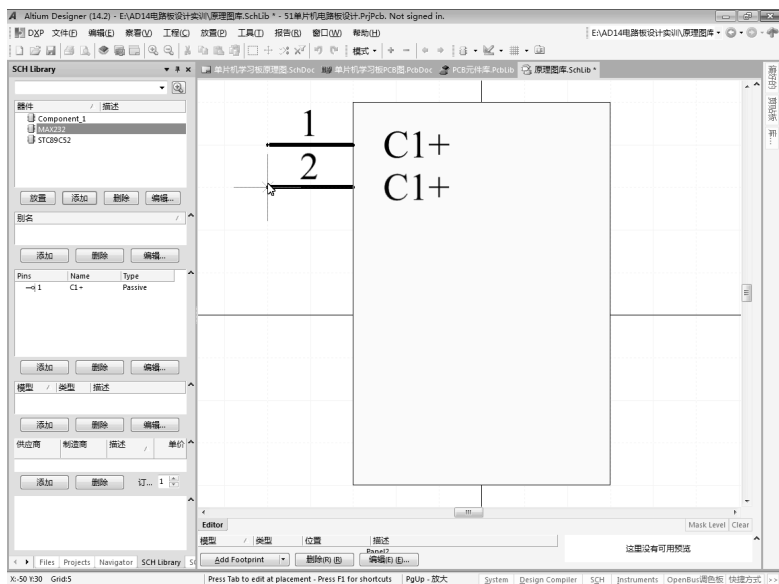 Altium Designer (14.2) - E:\AD14电路板设计实训\原理图库.SchLib * - 51单片机电路板设计.PrjPcb. Not signed in.
DXP 文件(F) 编辑(E) 察看(V) 工程(C) 放置(P) 工具(T) 报告(R) 窗口(W) 帮助(H) E:\AD14电路板设计实训\原理图库
模式
SCH Library 单片机学习板原理图.SchDoc 单片机学习板PCB图.PcbDoc PCB元件库.PcbLib 原理图库.SchLib *
器件 / 描述
Component_1
MAX232
STC89C52
放置 添加 删除 编辑...
别名 /
添加 删除 编辑...
Pins Name Type
1 C1+ Passive
添加 删除 编辑...
模型 / 类型 描述
添加 删除 编辑...
供应商 制造商 描述 / 单价
添加 删除 订... 1
1 C1+
2 C1+
Editor Mask Level Clear
模型 / 类型 位置 描述
Add Footprint 删除(R) (R) 编辑(E) (E)...
这里没有可用预览
Files Projects Navigator SCH Library
X:-50 Y:30 Grid:5 Press Tab to edit at placement - Press F1 for shortcuts PgUp - 放大 System Design Compiler SCH Instruments OpenBus调色板 快捷方式 >>